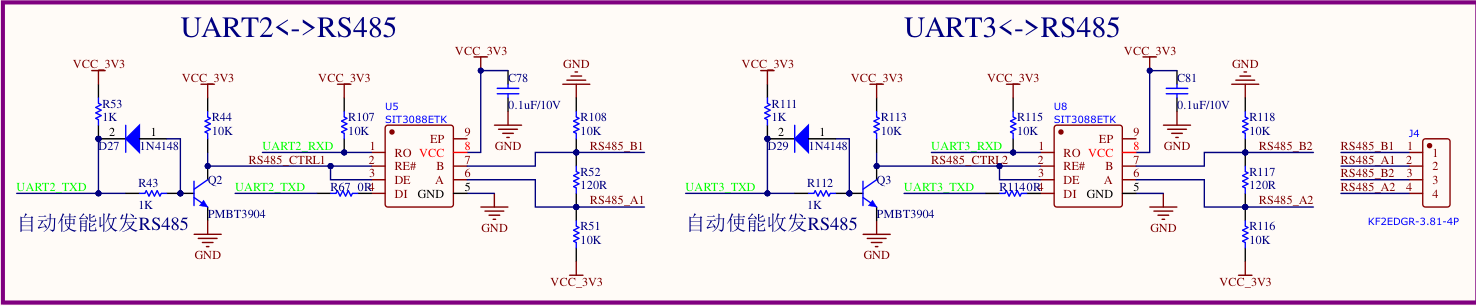 UART2<->RS485
VCC_3V3
R53
1K
2
1
D27
1N4148
VCC_3V3
R44
10K
UART2_TXD
R43
1K
Q2
PMBT3904
GND
自动使能收发RS485
VCC_3V3
R107
10K
UART2_RXD
RS485_CTRL1
UART2_TXD
R67
0R
U5
SIT3088ETK
1
2
3
4
RO
RE#
DE
DI
EP
VCC
B
A
GND
9
8
7
6
5
VCC_3V3
C78
0.1uF/10V
GND
GND
GND
R108
10K
RS485_B1
R52
120R
RS485_A1
R51
10K
VCC_3V3
UART3<->RS485
VCC_3V3
R111
1K
2
1
D29
1N4148
VCC_3V3
R113
10K
UART3_TXD
R112
1K
Q3
PMBT3904
GND
自动使能收发RS485
VCC_3V3
R115
10K
UART3_RXD
RS485_CTRL2
UART3_TXD
R114
0R
U8
SIT3088ETK
1
2
3
4
RO
RE#
DE
DI
EP
VCC
B
A
GND
9
8
7
6
5
VCC_3V3
C81
0.1uF/10V
GND
GND
GND
R118
10K
RS485_B2
R117
120R
RS485_A2
R116
10K
VCC_3V3
J4
RS485_B1 1 1
RS485_A1 2 2
RS485_B2 3 3
RS485_A2 4 4
KF2EDGR-3.81-4P